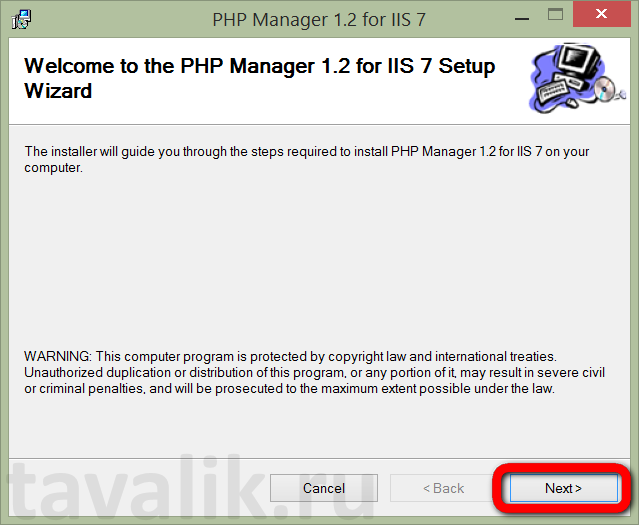 PHP Manager 1.2 for IIS 7
Welcome to the PHP Manager 1.2 for IIS 7 Setup
Wizard
The installer will guide you through the steps required to install PHP Manager 1.2 for IIS 7 on your
computer.
WARNING: This computer program is protected by copyright law and international treaties.
Unauthorized duplication or distribution of this program, or any portion of it, may result in severe civil
or criminal penalties, and will be prosecuted to the maximum extent possible under the law.
tavalik.ru
Cancel
< Back
Next >